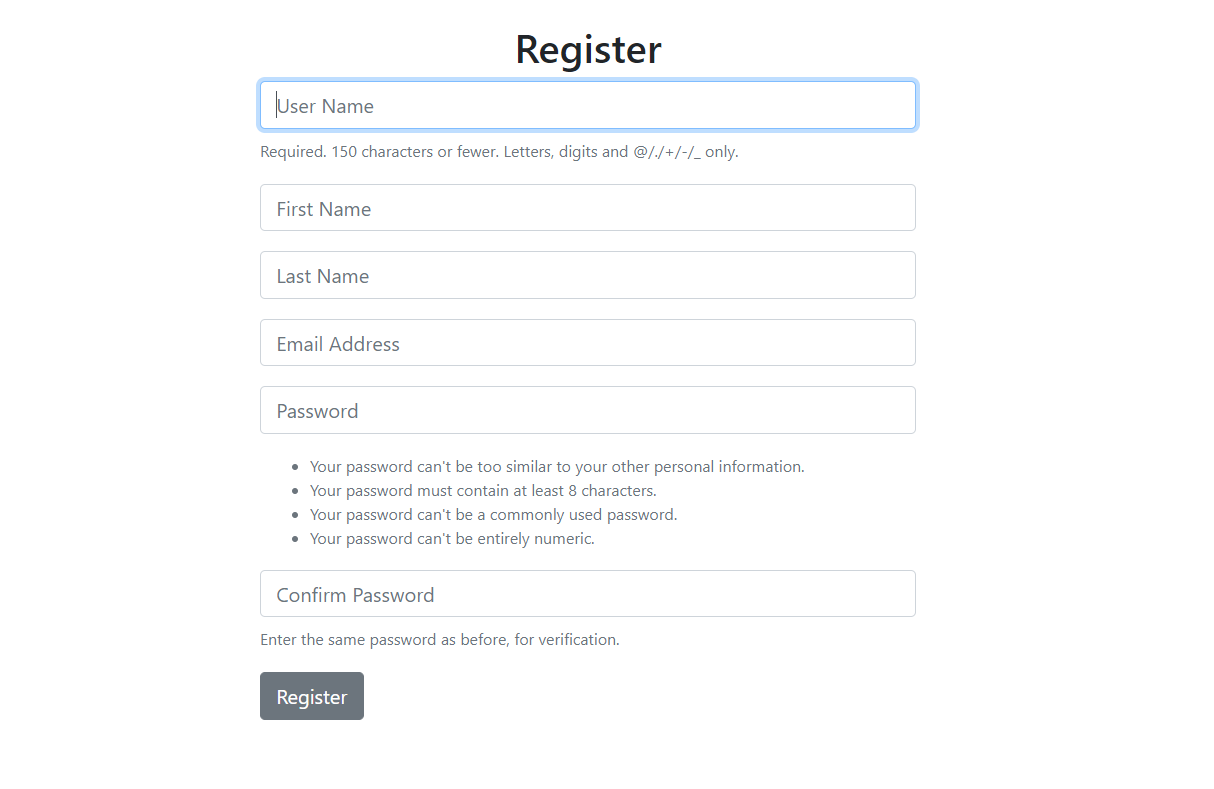 Register
User Name
Required. 150 characters or fewer. Letters, digits and @/./+/-/_ only.
First Name
Last Name
Email Address
Password
Your password can't be too similar to your other personal information.
Your password must contain at least 8 characters.
Your password can't be a commonly used password.
Your password can't be entirely numeric.
Confirm Password
Enter the same password as before, for verification.
Register